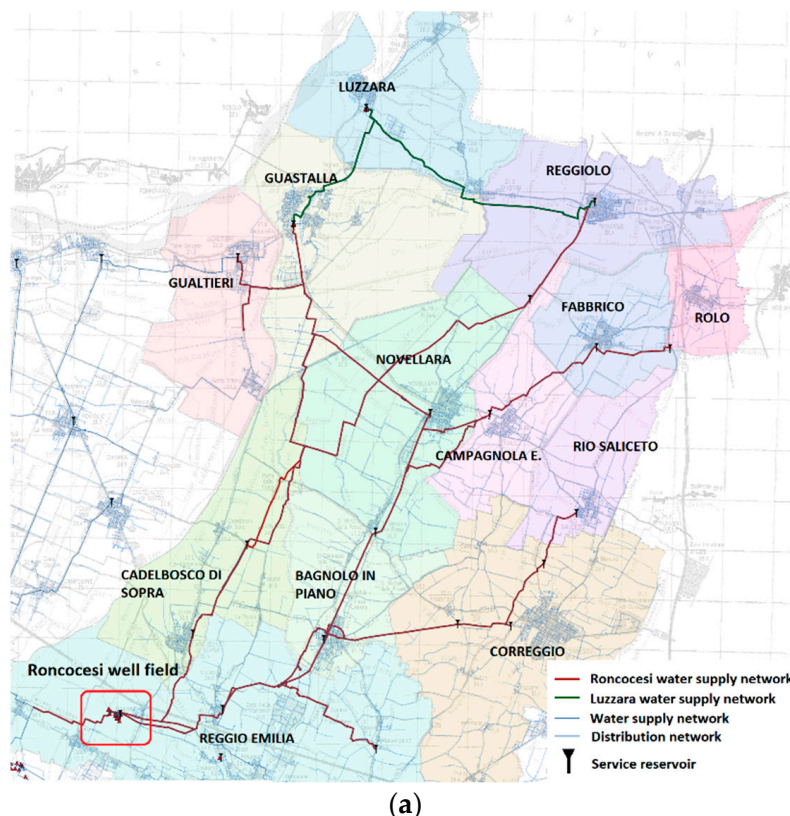 LUZZARA
REGGIOLO
GUASTALLA
GUALTIERI
FABBRICO
ROLO
NOVELLARA
CAMPAGNOLA E.
RIO SALICETO
CADELBOSCO DI
SOPRA
BAGNOLO IN
PIANO
CORREGGIO
Roncocesi well field
REGGIO EMILIA
Roncocesi water supply network
Luzzara water supply network
Water supply network
Distribution network
Service reservoir
(a)